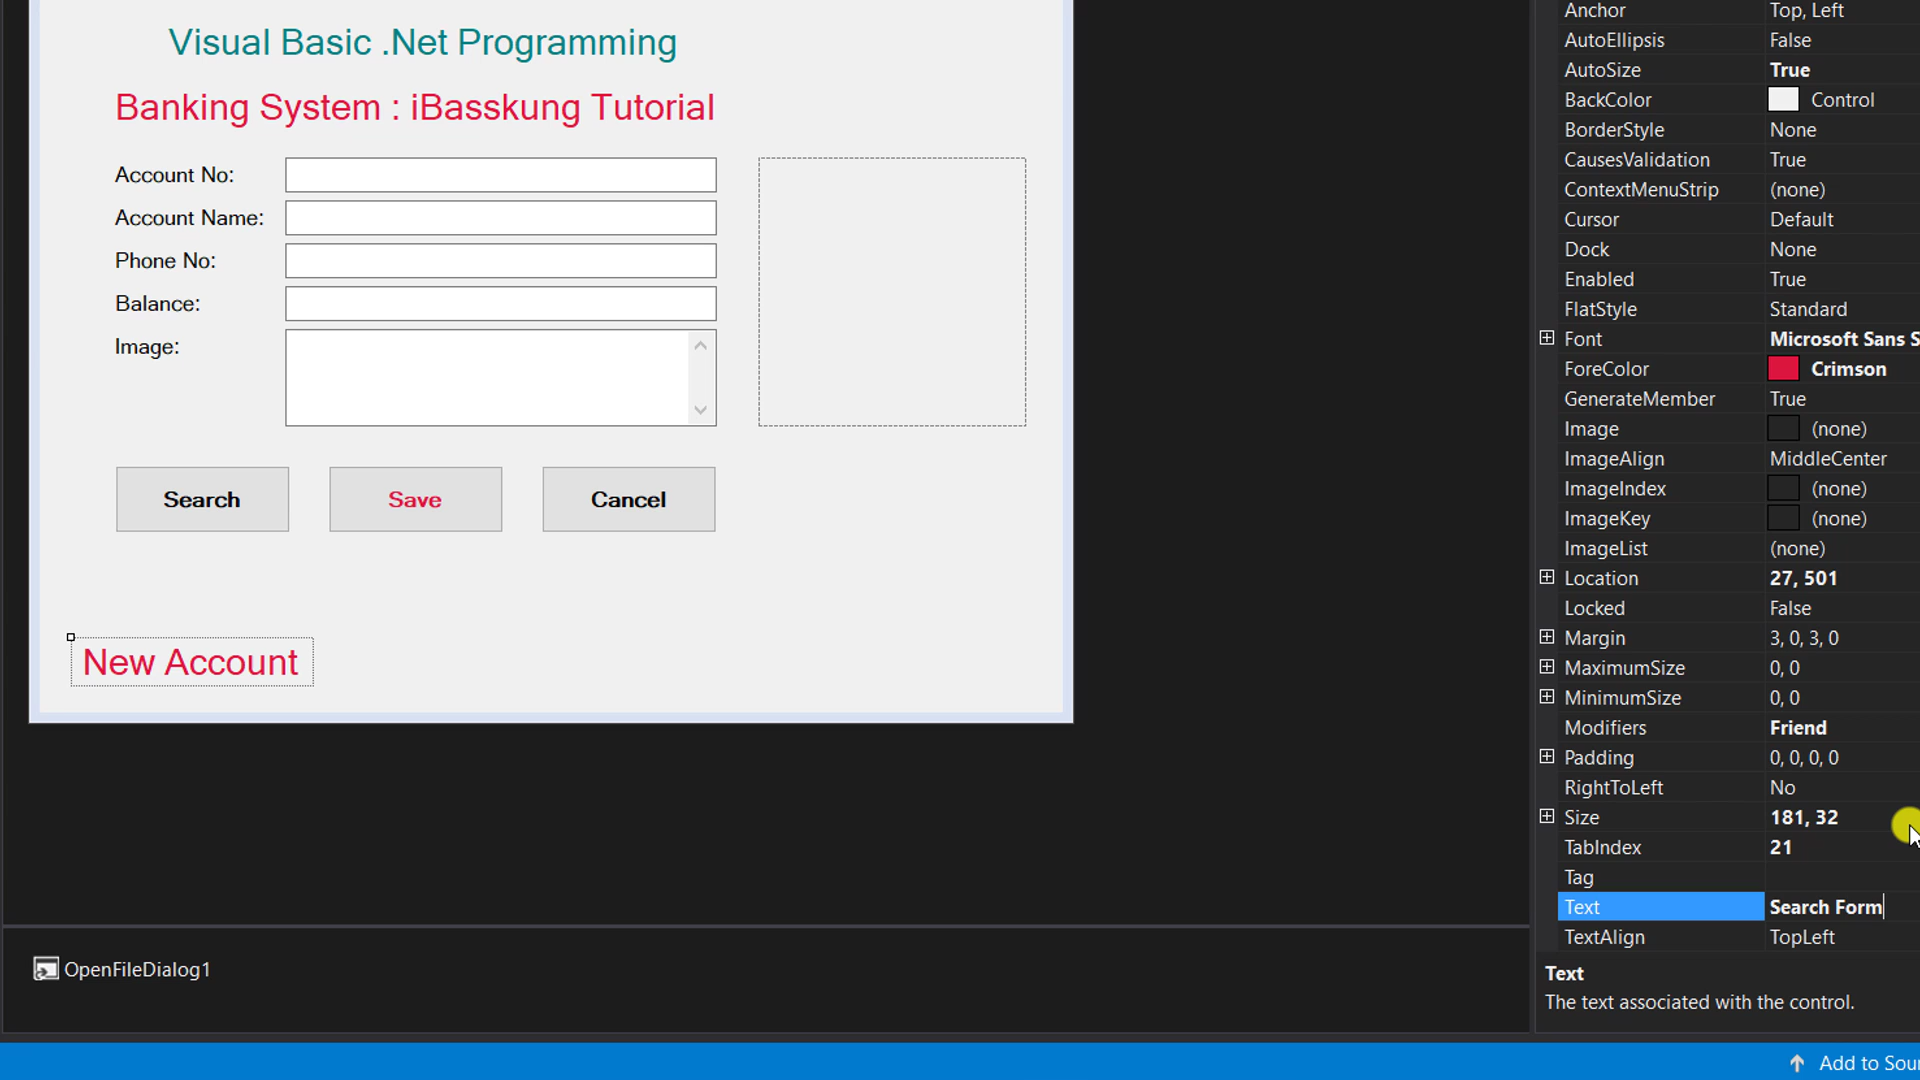 Visual Basic .Net Programming
Banking System : iBasskung Tutorial
Account No:
Account Name:
Phone No:
Balance:
Image:
Search
Save
Cancel
New Account
OpenFileDialog1
Anchor Top, Left
AutoEllipsis False
AutoSize True
BackColor Control
BorderStyle None
CausesValidation True
ContextMenuStrip (none)
Cursor Default
Dock None
Enabled True
FlatStyle Standard
Font Microsoft Sans S
ForeColor Crimson
GenerateMember True
Image (none)
ImageAlign MiddleCenter
ImageIndex (none)
ImageKey (none)
ImageList (none)
Location 27, 501
Locked False
Margin 3, 0, 3, 0
MaximumSize 0, 0
MinimumSize 0, 0
Modifiers Friend
Padding 0, 0, 0, 0
RightToLeft No
Size 181, 32
TabIndex 21
Tag
Text Search Form
TextAlign TopLeft
Text
The text associated with the control.
Add to Sour